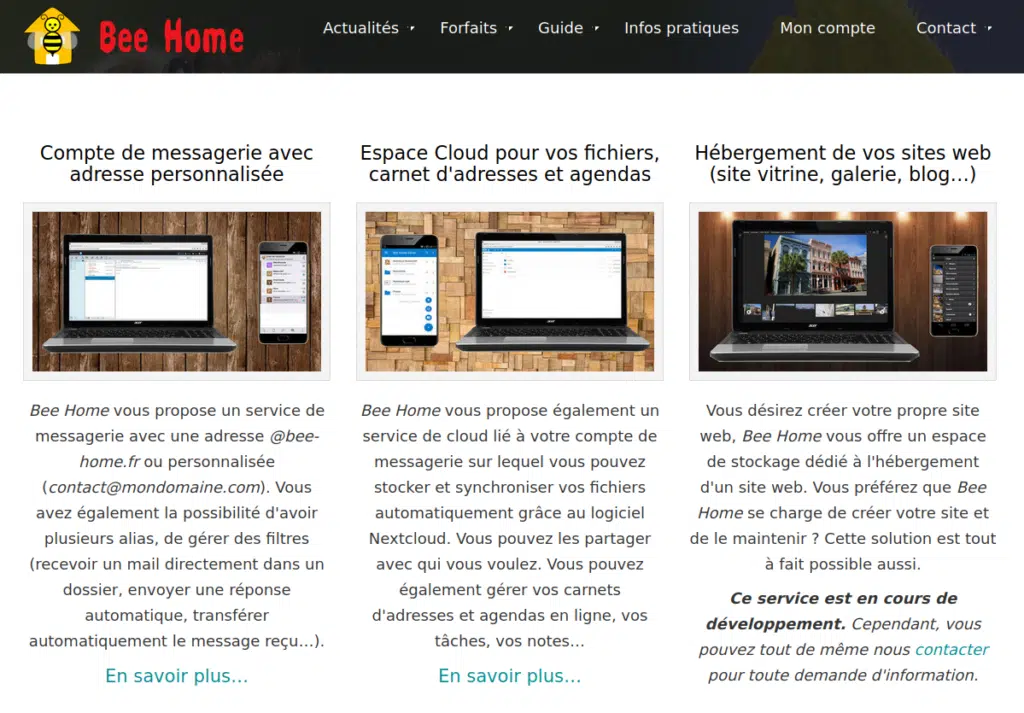 Bee Home
Actualités
Forfaits
Guide
Infos pratiques
Mon compte
Contact
Compte de messagerie avec
adresse personnalisée
Bee Home vous propose un service de
messagerie avec une adresse @bee-
home.fr ou personnalisée
(contact@mondomaine.com). Vous
avez également la possibilité d'avoir
plusieurs alias, de gérer des filtres
(recevoir un mail directement dans un
dossier, envoyer une réponse
automatique, transférer
automatiquement le message reçu…).
En savoir plus…
Espace Cloud pour vos fichiers,
carnet d'adresses et agendas
Bee Home vous propose également un
service de cloud lié à votre compte de
messagerie sur lequel vous pouvez
stocker et synchroniser vos fichiers
automatiquement grâce au logiciel
Nextcloud. Vous pouvez les partager
avec qui vous voulez. Vous pouvez
également gérer vos carnets
d'adresses et agendas en ligne, vos
tâches, vos notes…
En savoir plus…
Hébergement de vos sites web
(site vitrine, galerie, blog…)
Vous désirez créer votre propre site
web, Bee Home vous offre un espace
de stockage dédié à l'hébergement
d'un site web. Vous préférez que Bee
Home se charge de créer votre site et
de le maintenir ? Cette solution est tout
à fait possible aussi.
Ce service est en cours de
développement. Cependant, vous
pouvez tout de même nous contacter
pour toute demande d'information.